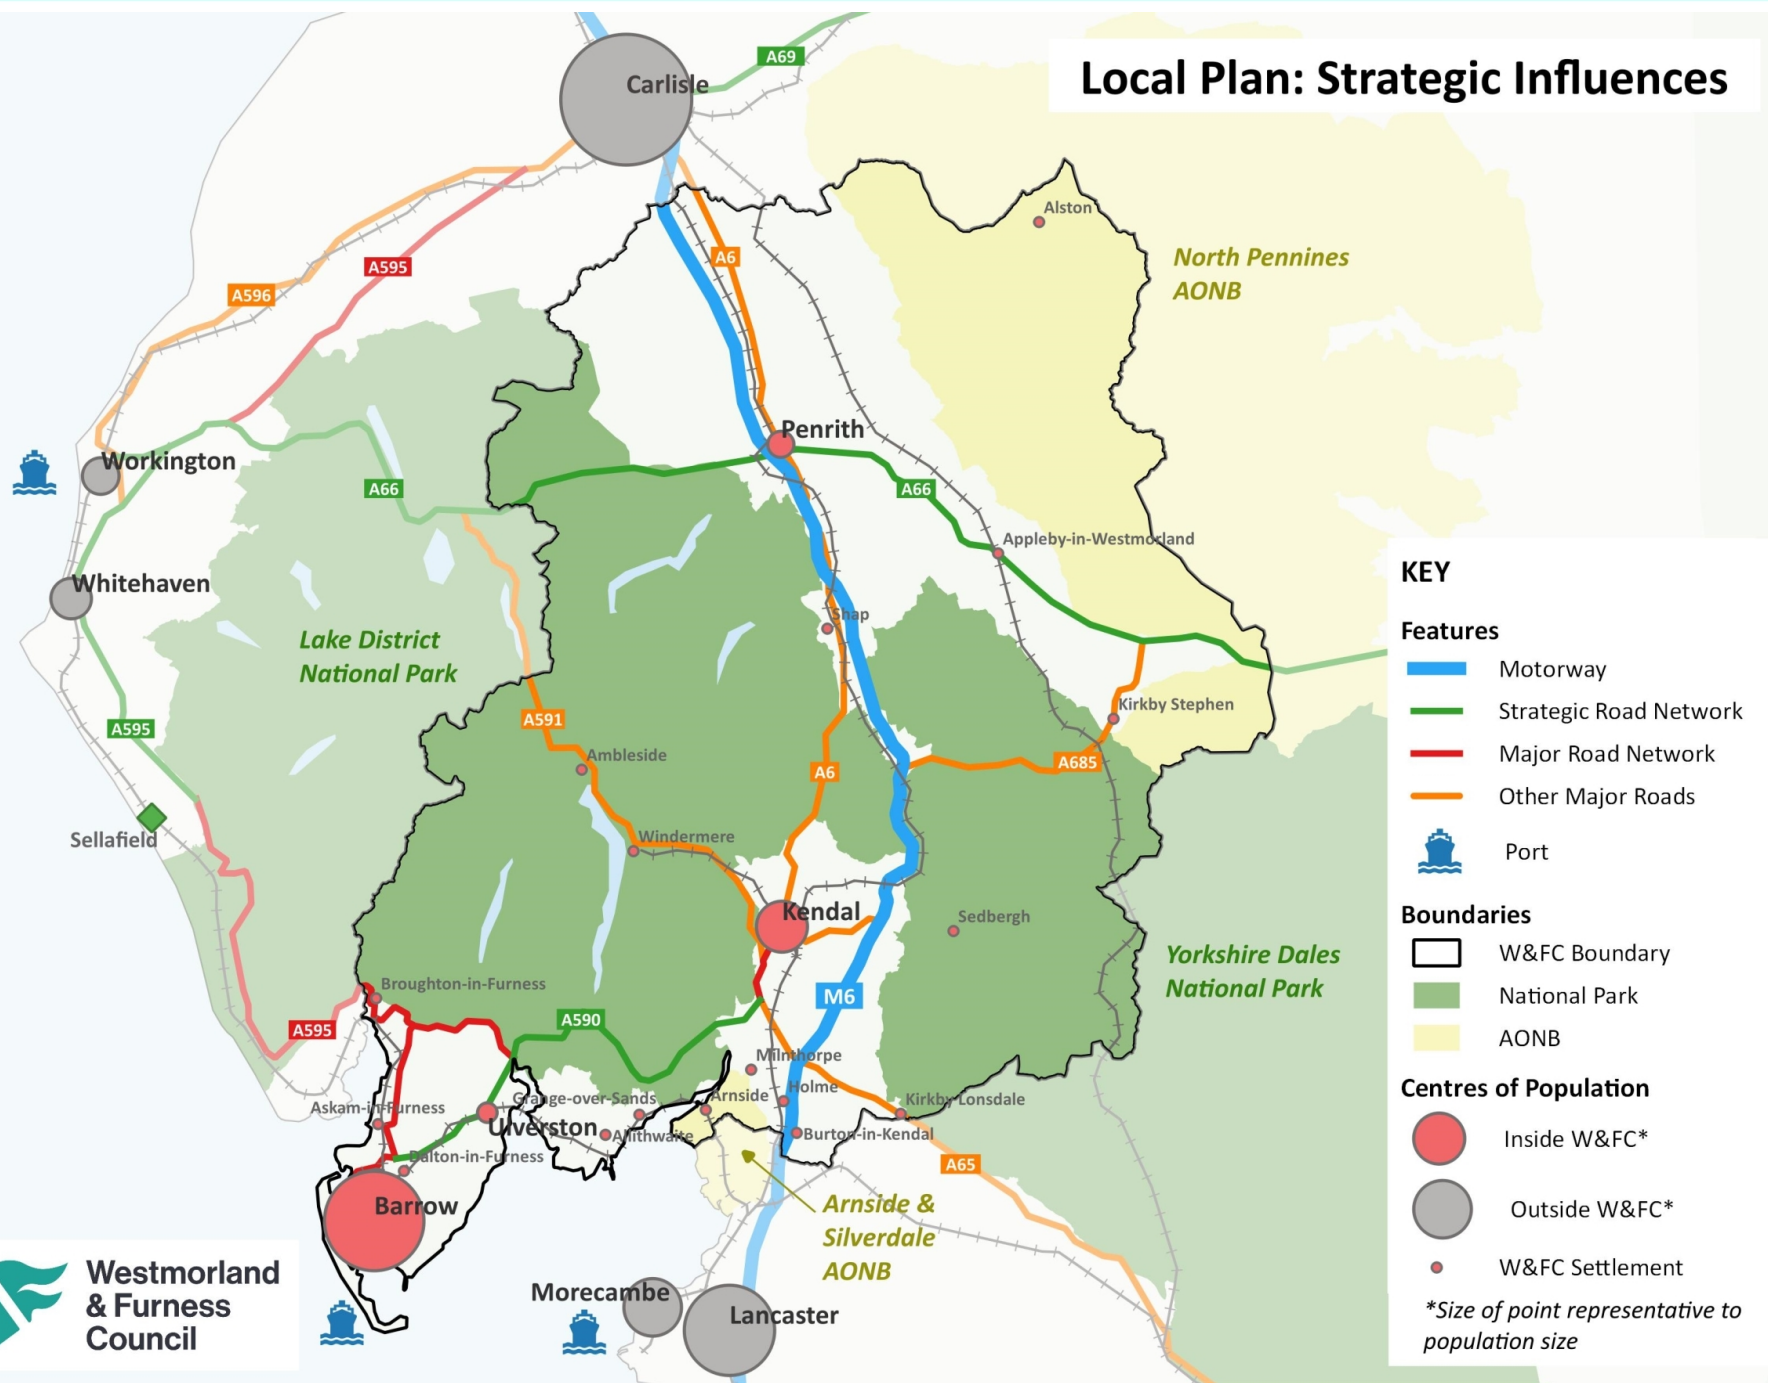 Local Plan: Strategic Influences
Carlisle
A69
A6
Alston
North Pennines
AONB
A595
A596
Penrith
Workington
A66
A66
Appleby-in-Westmorland
Whitehaven
Shap
Lake District
National Park
A595
A591
Kirkby Stephen
Ambleside
A6
A685
Sellafield
Windermere
Kendal
Sedbergh
Yorkshire Dales
National Park
Broughton-in-Furness
M6
A590
A595
Milnthorpe
Holme
Grange-over-Sands
Arnside
Kirkby Lonsdale
Askam-in-Furness
Ulverston
Allithwaite
Burton-in-Kendal
Dalton-in-Furness
A65
Barrow
Arnside &
Silverdale
AONB
Morecambe
Lancaster
Westmorland
& Furness
Council
KEY
Features
Motorway
Strategic Road Network
Major Road Network
Other Major Roads
Port
Boundaries
W&FC Boundary
National Park
AONB
Centres of Population
Inside W&FC*
Outside W&FC*
W&FC Settlement
*Size of point representative to
population size